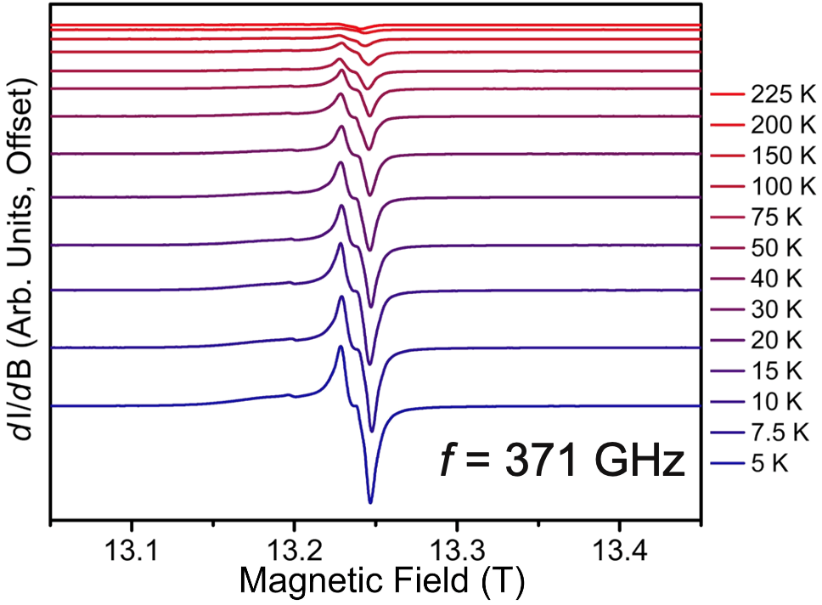 dI/dB (Arb. Units, Offset)
225 K
200 K
150 K
100 K
75 K
50 K
40 K
30 K
20 K
15 K
10 K
7.5 K
5 K
f = 371 GHz
13.1 13.2 13.3 13.4
Magnetic Field (T)